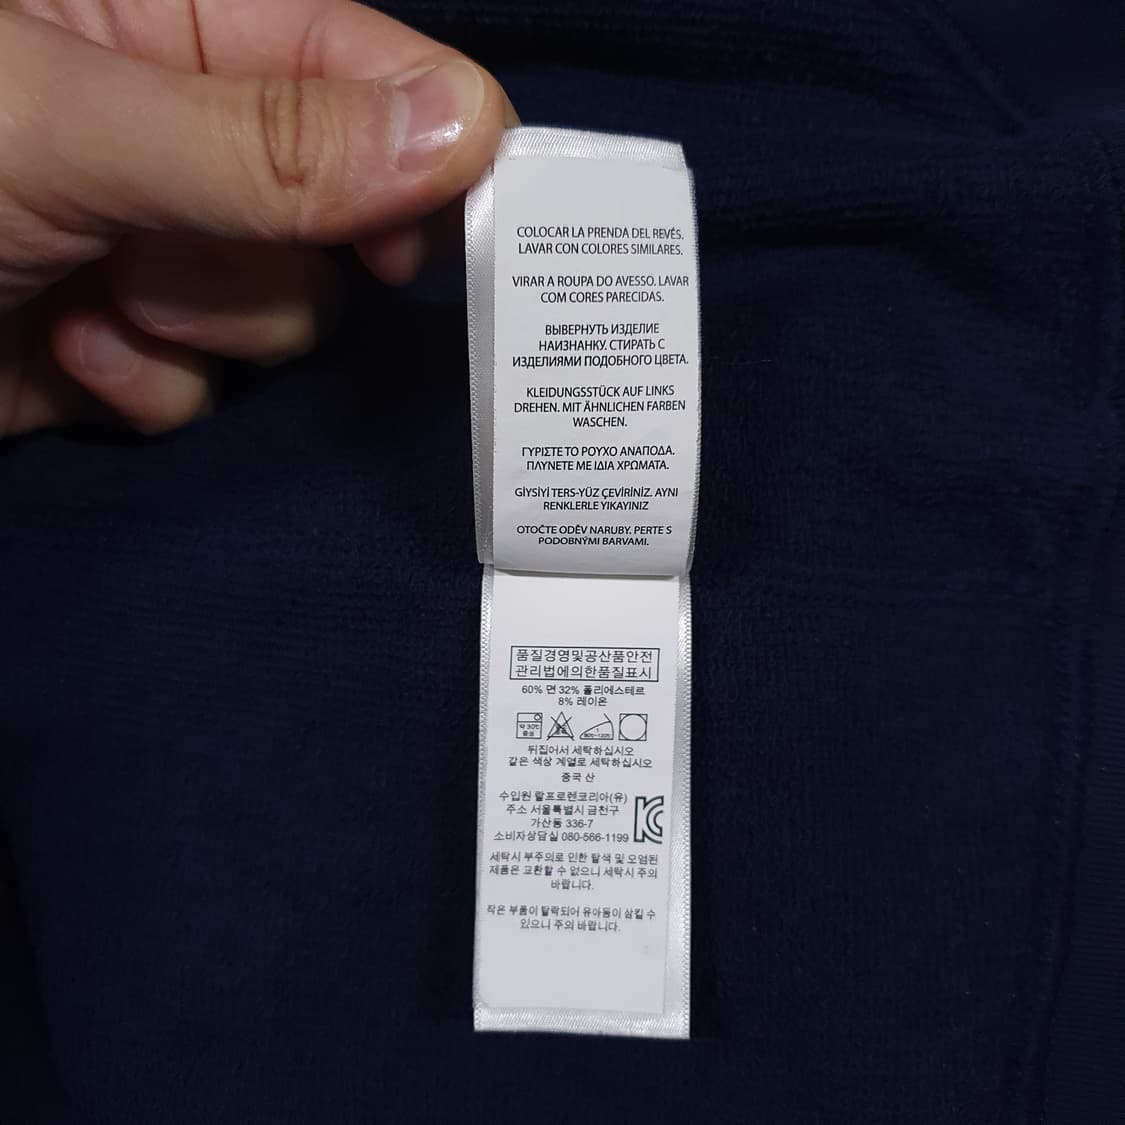 COLOCAR LA PRENDA DEL REVÉS.
LAVAR CON COLORES SIMILARES.
VIRAR A ROUPA DO AVESSO. LAVAR
COM CORES PARECIDAS.
ВЫВЕРНУТЬ ИЗДЕЛИЕ
НАИЗНАНКУ. СТИРАТЬ С
ИЗДЕЛИЯМИ ПОДОБНОГО ЦВЕТА.
KLEIDUNGSSTÜCK AUF LINKS
DREHEN. MIT ÄHNLICHEN FARBEN
WASCHEN.
ΓΥΡΙΣΤΕ ΤΟ ΡΟΥΧΟ ΑΝΑΠΟΔΑ.
ΠΛΥΝΕΤΕ ΜΕ ΙΔΙΑ ΧΡΩΜΑΤΑ.
GİYSİYİ TERS-YÜZ ÇEVİRİNİZ. AYNI
RENKLERLE YIKAYINIZ
OTOČTE ODĚV NARUBY. PERTE S
PODOBNÝMI BARVAMI.
품질경영및공산품안전
관리법에의한품질표시
60% 면 32% 폴리에스테르
8% 레이온
약 30℃
중성
뒤집어서 세탁하십시오
같은 색상 계열로 세탁하십시오
중국 산
수입원 랄프로렌코리아(유)
주소 서울특별시 금천구
가산동 336-7
소비자상담실 080-566-1199
세탁시 부주의로 인한 탈색 및 오염된
제품은 교환할 수 없으니 세탁시 주의
바랍니다.
작은 부품이 탈락되어 유아동이 삼킬 수
있으니 주의 바랍니다.